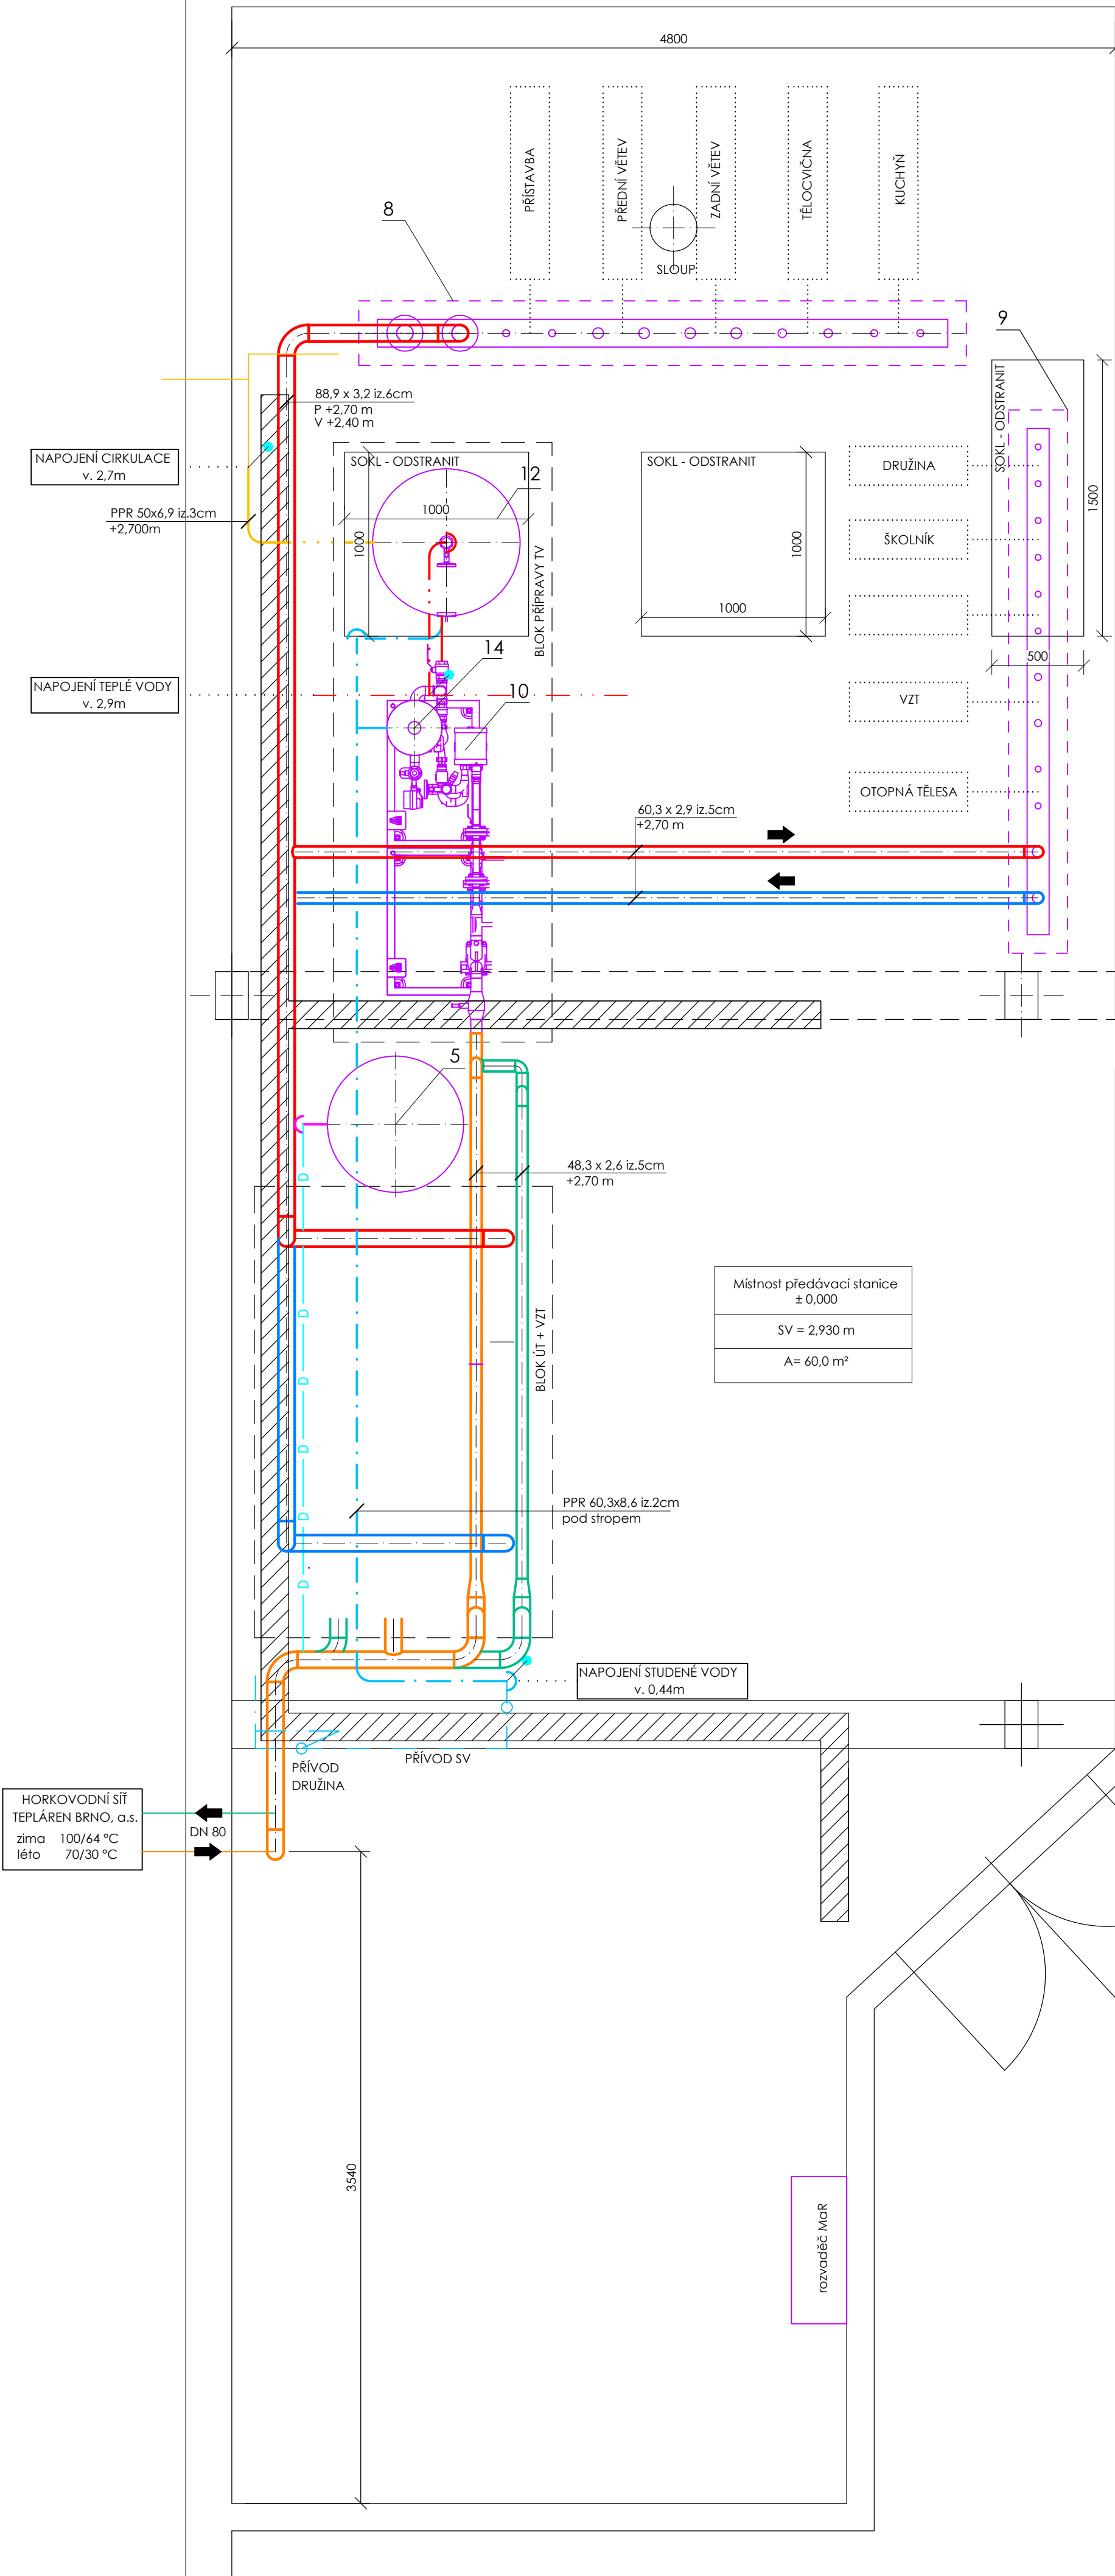 4800
PŘÍSTAVBA
PŘEDNÍ VĚTEV
ZADNÍ VĚTEV
TĚLOCVIČNA
KUCHYŇ
8
SLOUP
9
88,9 x 3,2 iz.6cm
P +2,70 m
V +2,40 m
NAPOJENÍ CIRKULACE
v. 2,7m
PPR 50x6,9 iz.3cm
+2,700m
SOKL - ODSTRANIT
12
1000
1000
BLOK PŘÍPRAVY TV
SOKL - ODSTRANIT
1000
1000
SOKL - ODSTRANIT
1500
500
DRUŽINA
ŠKOLNÍK
VZT
OTOPNÁ TĚLESA
14
NAPOJENÍ TEPLÉ VODY
v. 2,9m
10
60,3 x 2,9 iz.5cm
+2,70 m
5
48,3 x 2,6 iz.5cm
+2,70 m
D
D
D
D
D
D
BLOK ÚT + VZT
Místnost předávací stanice
± 0,000
SV = 2,930 m
A= 60,0 m²
PPR 60,3x8,6 iz.2cm
pod stropem
NAPOJENÍ STUDENÉ VODY
v. 0,44m
PŘÍVOD SV
PŘÍVOD
DRUŽINA
HORKOVODNÍ SÍŤ
TEPLÁREN BRNO, a.s.
zima 100/64 °C
léto 70/30 °C
DN 80
3540
rozvaděč MaR